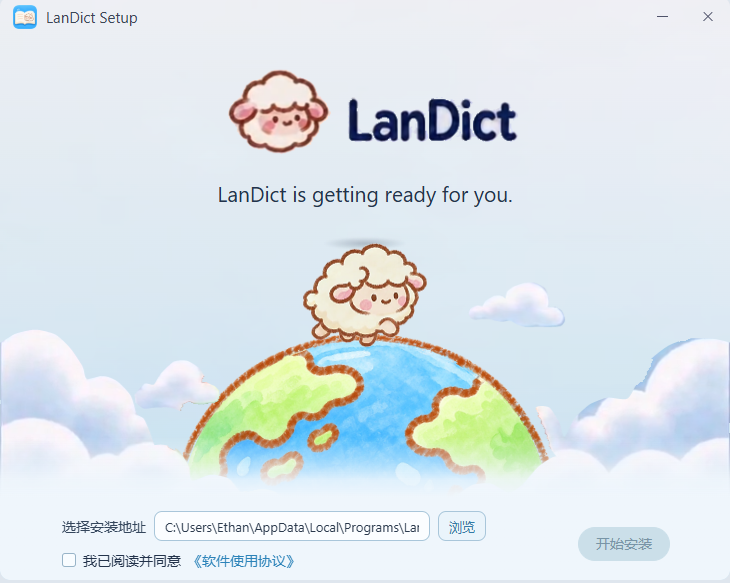 LanDict Setup
LanDict
LanDict is getting ready for you.
选择安装地址 C:\Users\Ethan\AppData\Local\Programs\Lan 浏览
我已阅读并同意 《软件使用协议》
开始安装